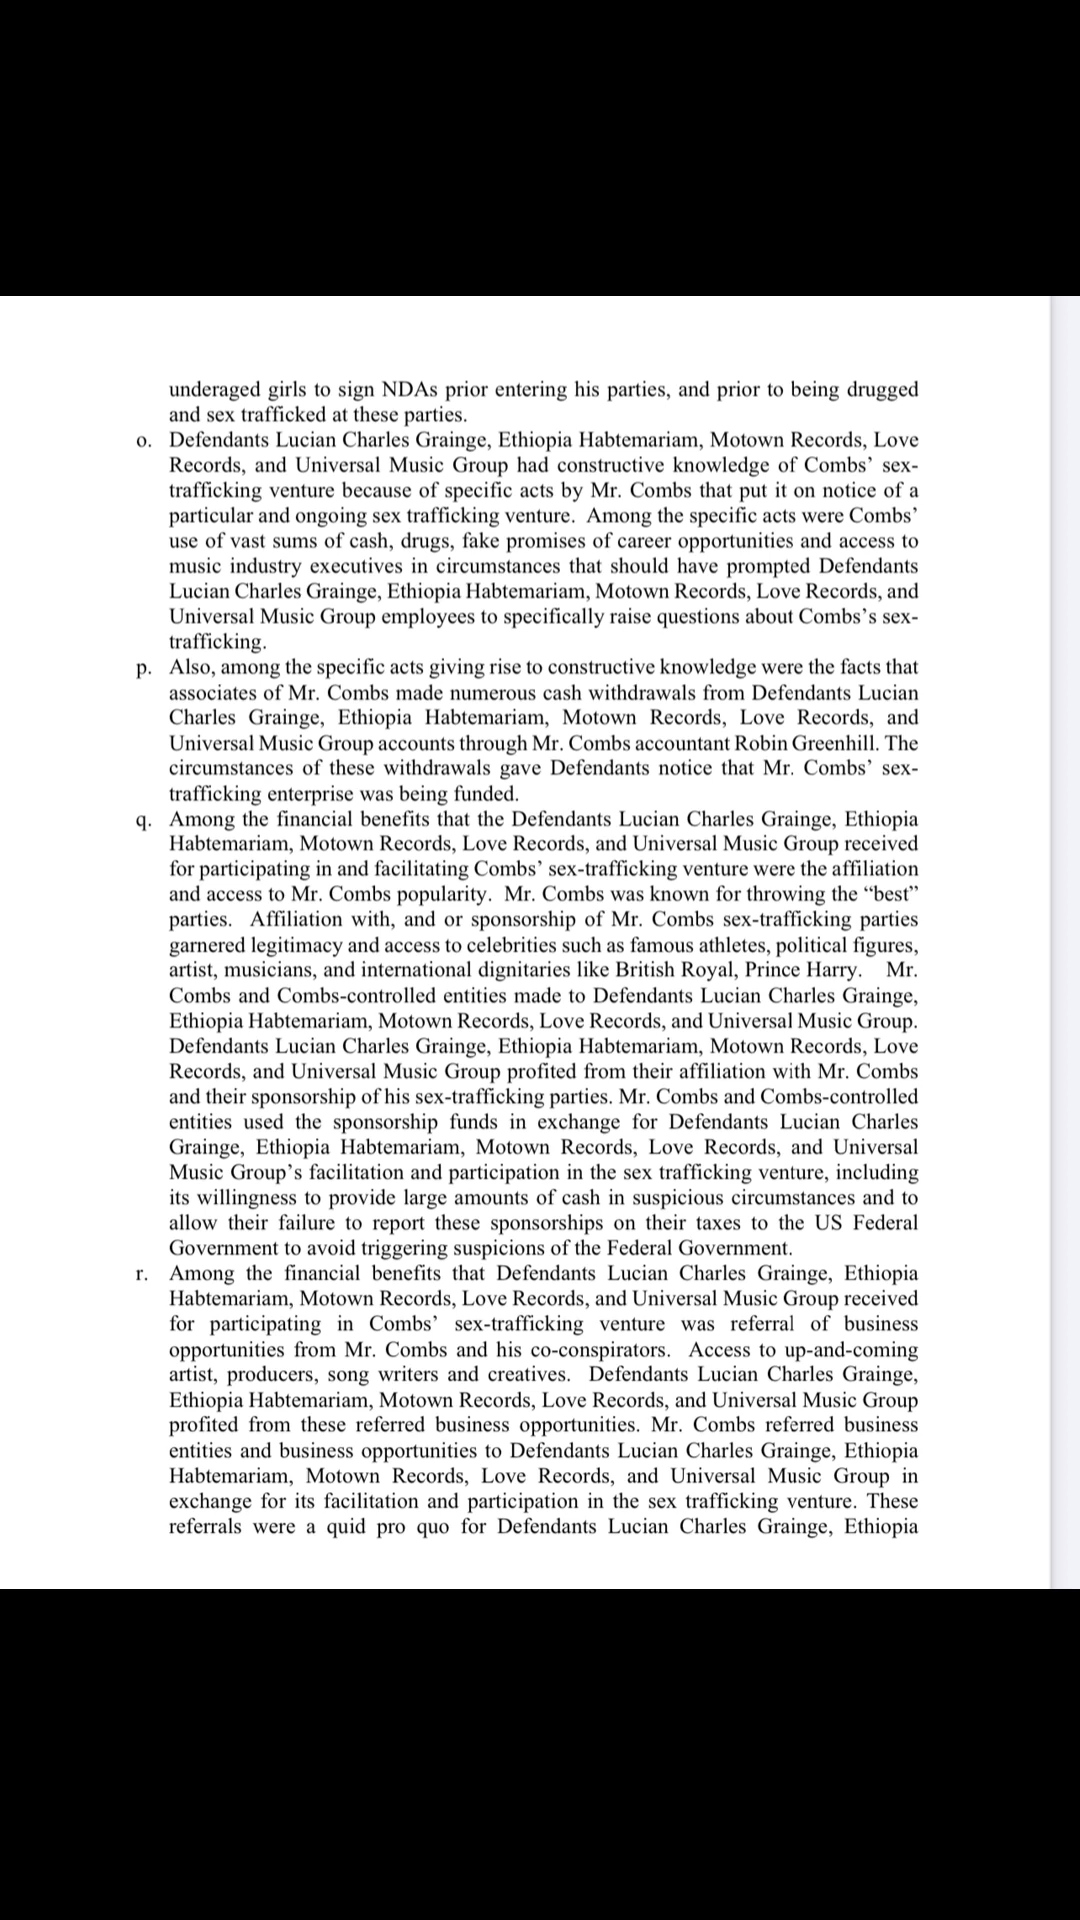 underaged girls to sign NDAs prior entering his parties, and prior to being drugged
and sex trafficked at these parties.
o. Defendants Lucian Charles Grainge, Ethiopia Habtemariam, Motown Records, Love
Records, and Universal Music Group had constructive knowledge of Combs’ sex-
trafficking venture because of specific acts by Mr. Combs that put it on notice of a
particular and ongoing sex trafficking venture. Among the specific acts were Combs’
use of vast sums of cash, drugs, fake promises of career opportunities and access to
music industry executives in circumstances that should have prompted Defendants
Lucian Charles Grainge, Ethiopia Habtemariam, Motown Records, Love Records, and
Universal Music Group employees to specifically raise questions about Combs’s sex-
trafficking.
p. Also, among the specific acts giving rise to constructive knowledge were the facts that
associates of Mr. Combs made numerous cash withdrawals from Defendants Lucian
Charles Grainge, Ethiopia Habtemariam, Motown Records, Love Records, and
Universal Music Group accounts through Mr. Combs accountant Robin Greenhill. The
circumstances of these withdrawals gave Defendants notice that Mr. Combs’ sex-
trafficking enterprise was being funded.
q. Among the financial benefits that the Defendants Lucian Charles Grainge, Ethiopia
Habtemariam, Motown Records, Love Records, and Universal Music Group received
for participating in and facilitating Combs’ sex-trafficking venture were the affiliation
and access to Mr. Combs popularity. Mr. Combs was known for throwing the “best”
parties. Affiliation with, and or sponsorship of Mr. Combs sex-trafficking parties
garnered legitimacy and access to celebrities such as famous athletes, political figures,
artist, musicians, and international dignitaries like British Royal, Prince Harry. Mr.
Combs and Combs-controlled entities made to Defendants Lucian Charles Grainge,
Ethiopia Habtemariam, Motown Records, Love Records, and Universal Music Group.
Defendants Lucian Charles Grainge, Ethiopia Habtemariam, Motown Records, Love
Records, and Universal Music Group profited from their affiliation with Mr. Combs
and their sponsorship of his sex-trafficking parties. Mr. Combs and Combs-controlled
entities used the sponsorship funds in exchange for Defendants Lucian Charles
Grainge, Ethiopia Habtemariam, Motown Records, Love Records, and Universal
Music Group’s facilitation and participation in the sex trafficking venture, including
its willingness to provide large amounts of cash in suspicious circumstances and to
allow their failure to report these sponsorships on their taxes to the US Federal
Government to avoid triggering suspicions of the Federal Government.
r. Among the financial benefits that Defendants Lucian Charles Grainge, Ethiopia
Habtemariam, Motown Records, Love Records, and Universal Music Group received
for participating in Combs’ sex-trafficking venture was referral of business
opportunities from Mr. Combs and his co-conspirators. Access to up-and-coming
artist, producers, song writers and creatives. Defendants Lucian Charles Grainge,
Ethiopia Habtemariam, Motown Records, Love Records, and Universal Music Group
profited from these referred business opportunities. Mr. Combs referred business
entities and business opportunities to Defendants Lucian Charles Grainge, Ethiopia
Habtemariam, Motown Records, Love Records, and Universal Music Group in
exchange for its facilitation and participation in the sex trafficking venture. These
referrals were a quid pro quo for Defendants Lucian Charles Grainge, Ethiopia